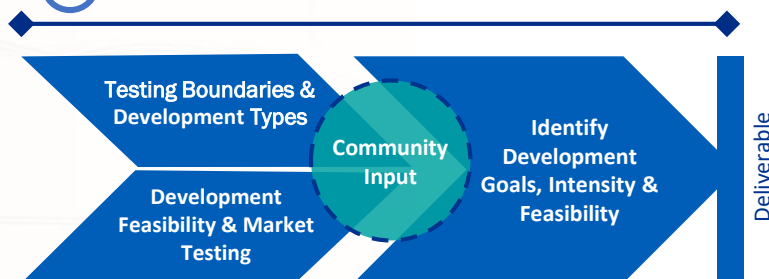 Testing Boundaries &
Development Types
Development
Feasibility & Market
Testing
Community
Input
Identify
Development
Goals, Intensity &
Feasibility
Deliverable